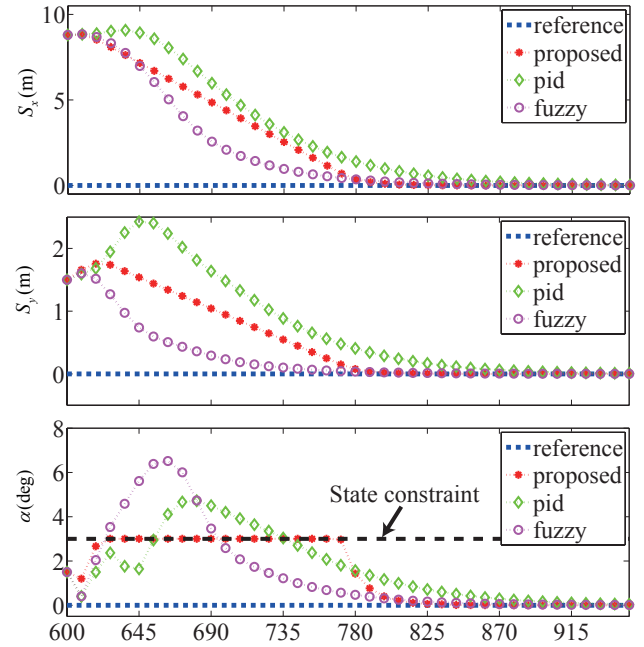 10
5
0
S_x (m)
reference
proposed
pid
fuzzy
2
1
0
S_y (m)
reference
proposed
pid
fuzzy
8
6
4
2
0
α(deg)
reference
proposed
pid
fuzzy
State constraint
600 645 690 735 780 825 870 915